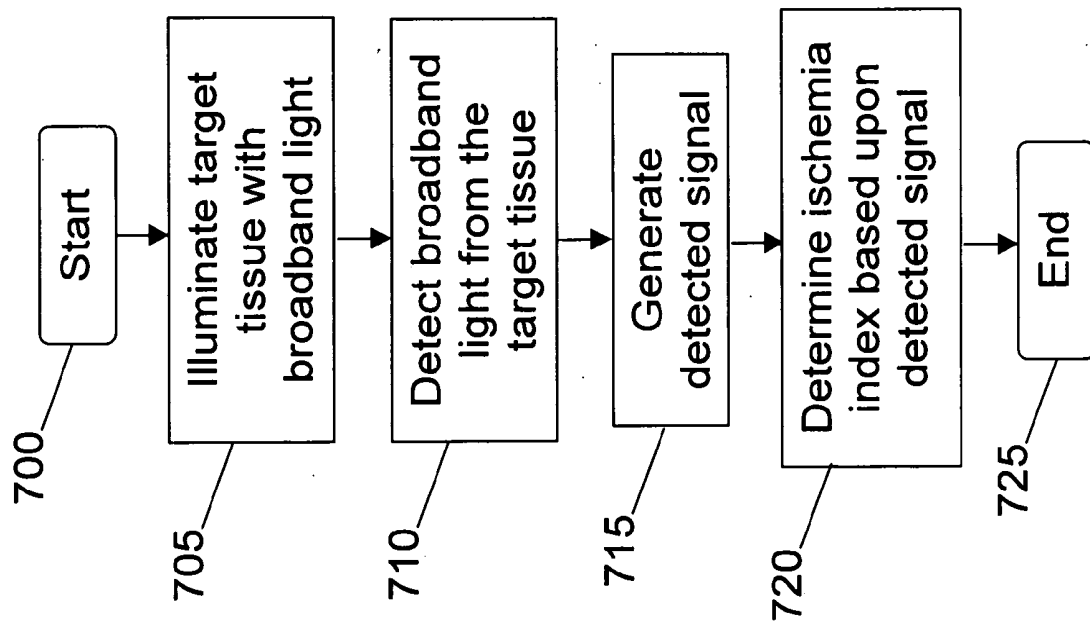 700
Start
705
Illuminate target
tissue with
broadband light
710
Detect broadband
light from the
target tissue
715
Generate
detected signal
720
Determine ischemia
index based upon
detected signal
725
End